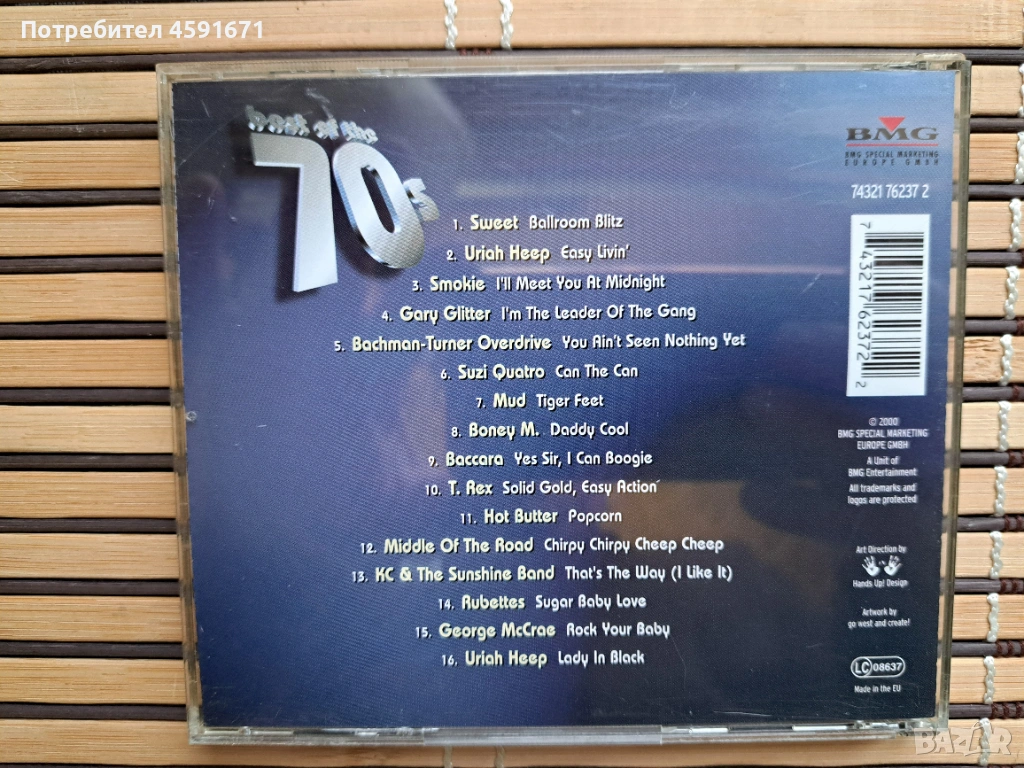 Потребител 4591671
best of the
70s
BMG
BMG SPECIAL MARKETING
EUROPE GMBH
74321 76237 2
7 43217 62372 2
1. Sweet Ballroom Blitz
2. Uriah Heep Easy Livin'
3. Smokie I'll Meet You At Midnight
4. Gary Glitter I'm The Leader Of The Gang
5. Bachman-Turner Overdrive You Ain't Seen Nothing Yet
6. Suzi Quatro Can The Can
7. Mud Tiger Feet
8. Boney M. Daddy Cool
9. Baccara Yes Sir, I Can Boogie
10. T. Rex Solid Gold, Easy Action
11. Hot Butter Popcorn
12. Middle Of The Road Chirpy Chirpy Cheep Cheep
13. KC & The Sunshine Band That's The Way (I Like It)
14. Rubettes Sugar Baby Love
15. George McCrae Rock Your Baby
16. Uriah Heep Lady In Black
© 2000
BMG SPECIAL MARKETING
EUROPE GMBH
A Unit of
BMG Entertainment
All trademarks and
logos are protected
Art Direction by
Hands Up! Design
Artwork by
go west and create!
LC 08637
Made in the EU
BAZAR